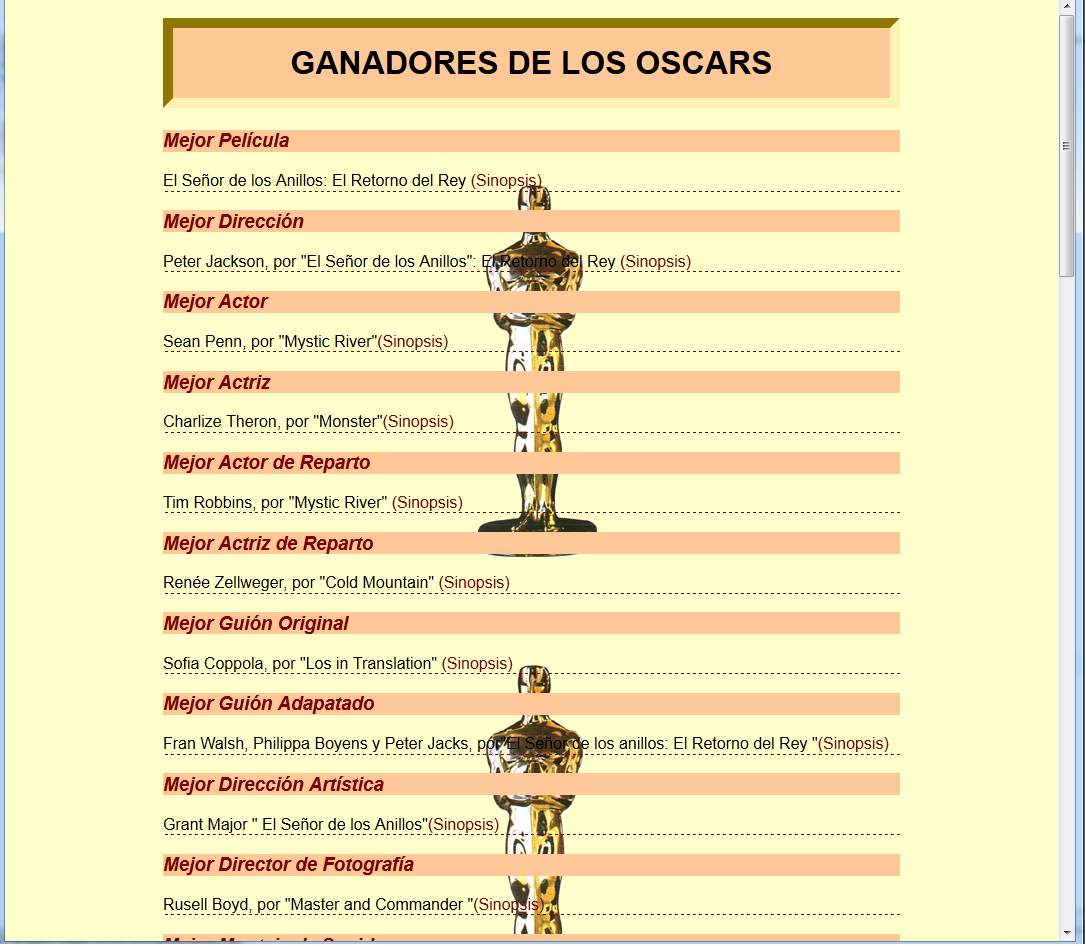 GANADORES DE LOS OSCARS
Mejor Película
El Señor de los Anillos: El Retorno del Rey (Sinopsis)
Mejor Dirección
Peter Jackson, por "El Señor de los Anillos": El Retorno del Rey (Sinopsis)
Mejor Actor
Sean Penn, por "Mystic River"(Sinopsis)
Mejor Actriz
Charlize Theron, por "Monster"(Sinopsis)
Mejor Actor de Reparto
Tim Robbins, por "Mystic River" (Sinopsis)
Mejor Actriz de Reparto
Renée Zellweger, por "Cold Mountain" (Sinopsis)
Mejor Guión Original
Sofia Coppola, por "Los in Translation" (Sinopsis)
Mejor Guión Adapatado
Fran Walsh, Philippa Boyens y Peter Jacks, por"El Señor de los anillos: El Retorno del Rey "(Sinopsis)
Mejor Dirección Artística
Grant Major " El Señor de los Anillos"(Sinopsis)
Mejor Director de Fotografía
Rusell Boyd, por "Master and Commander "(Sinopsis)